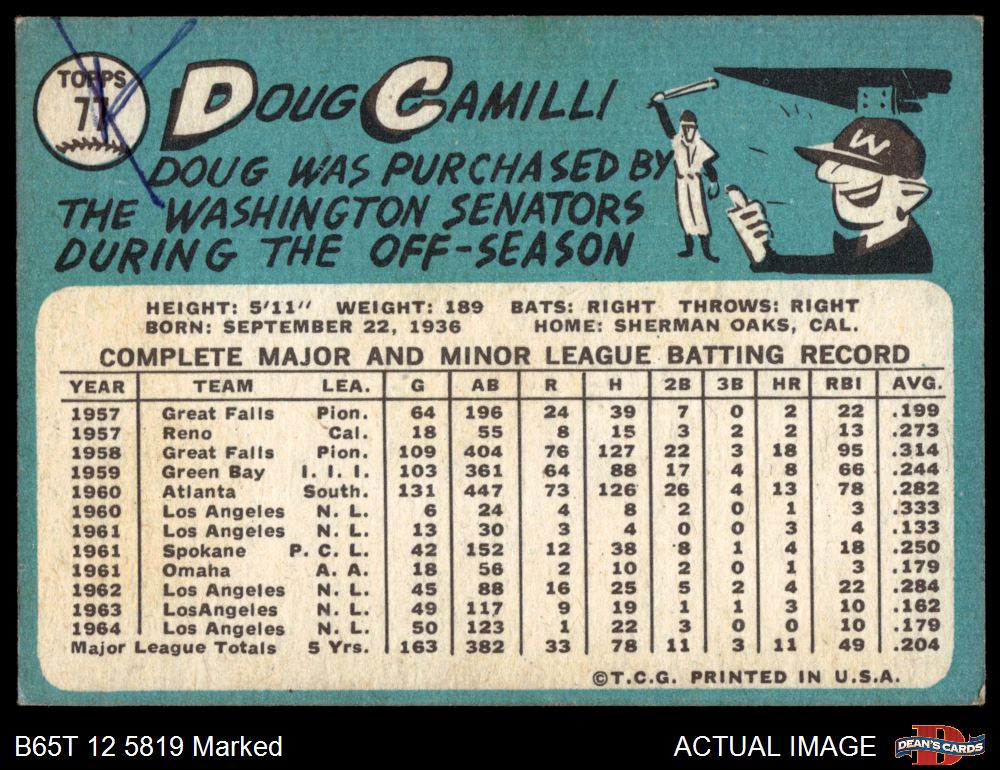 TOPPS
77
DOUG CAMILLI
DOUG WAS PURCHASED BY
THE WASHINGTON SENATORS
DURING THE OFF-SEASON
W
HEIGHT: 5'11" WEIGHT: 189 BATS: RIGHT THROWS: RIGHT
BORN: SEPTEMBER 22, 1936 HOME: SHERMAN OAKS, CAL.
COMPLETE MAJOR AND MINOR LEAGUE BATTING RECORD
YEAR TEAM LEA. G AB R H 2B 3B HR RBI AVG.
1957 Great Falls Pion. 64 196 24 39 7 0 2 22 .199
1957 Reno Cal. 18 55 8 15 3 2 2 13 .273
1958 Great Falls Pion. 109 404 76 127 22 3 18 95 .314
1959 Green Bay I. I. I. 103 361 64 88 17 4 8 66 .244
1960 Atlanta South. 131 447 73 126 26 4 13 78 .282
1960 Los Angeles N. L. 6 24 4 8 2 0 1 3 .333
1961 Los Angeles N. L. 13 30 3 4 0 0 3 4 .133
1961 Spokane P. C. L. 42 152 12 38 8 1 4 18 .250
1961 Omaha A. A. 18 56 2 10 2 0 1 3 .179
1962 Los Angeles N. L. 45 88 16 25 5 2 4 22 .284
1963 LosAngeles N. L. 49 117 9 19 1 1 3 10 .162
1964 Los Angeles N. L. 50 123 1 22 3 0 0 10 .179
Major League Totals 5 Yrs. 163 382 33 78 11 3 11 49 .204
©T.C.G. PRINTED IN U.S.A.
B65T 12 5819 Marked
ACTUAL IMAGE
DEAN'S CARDS